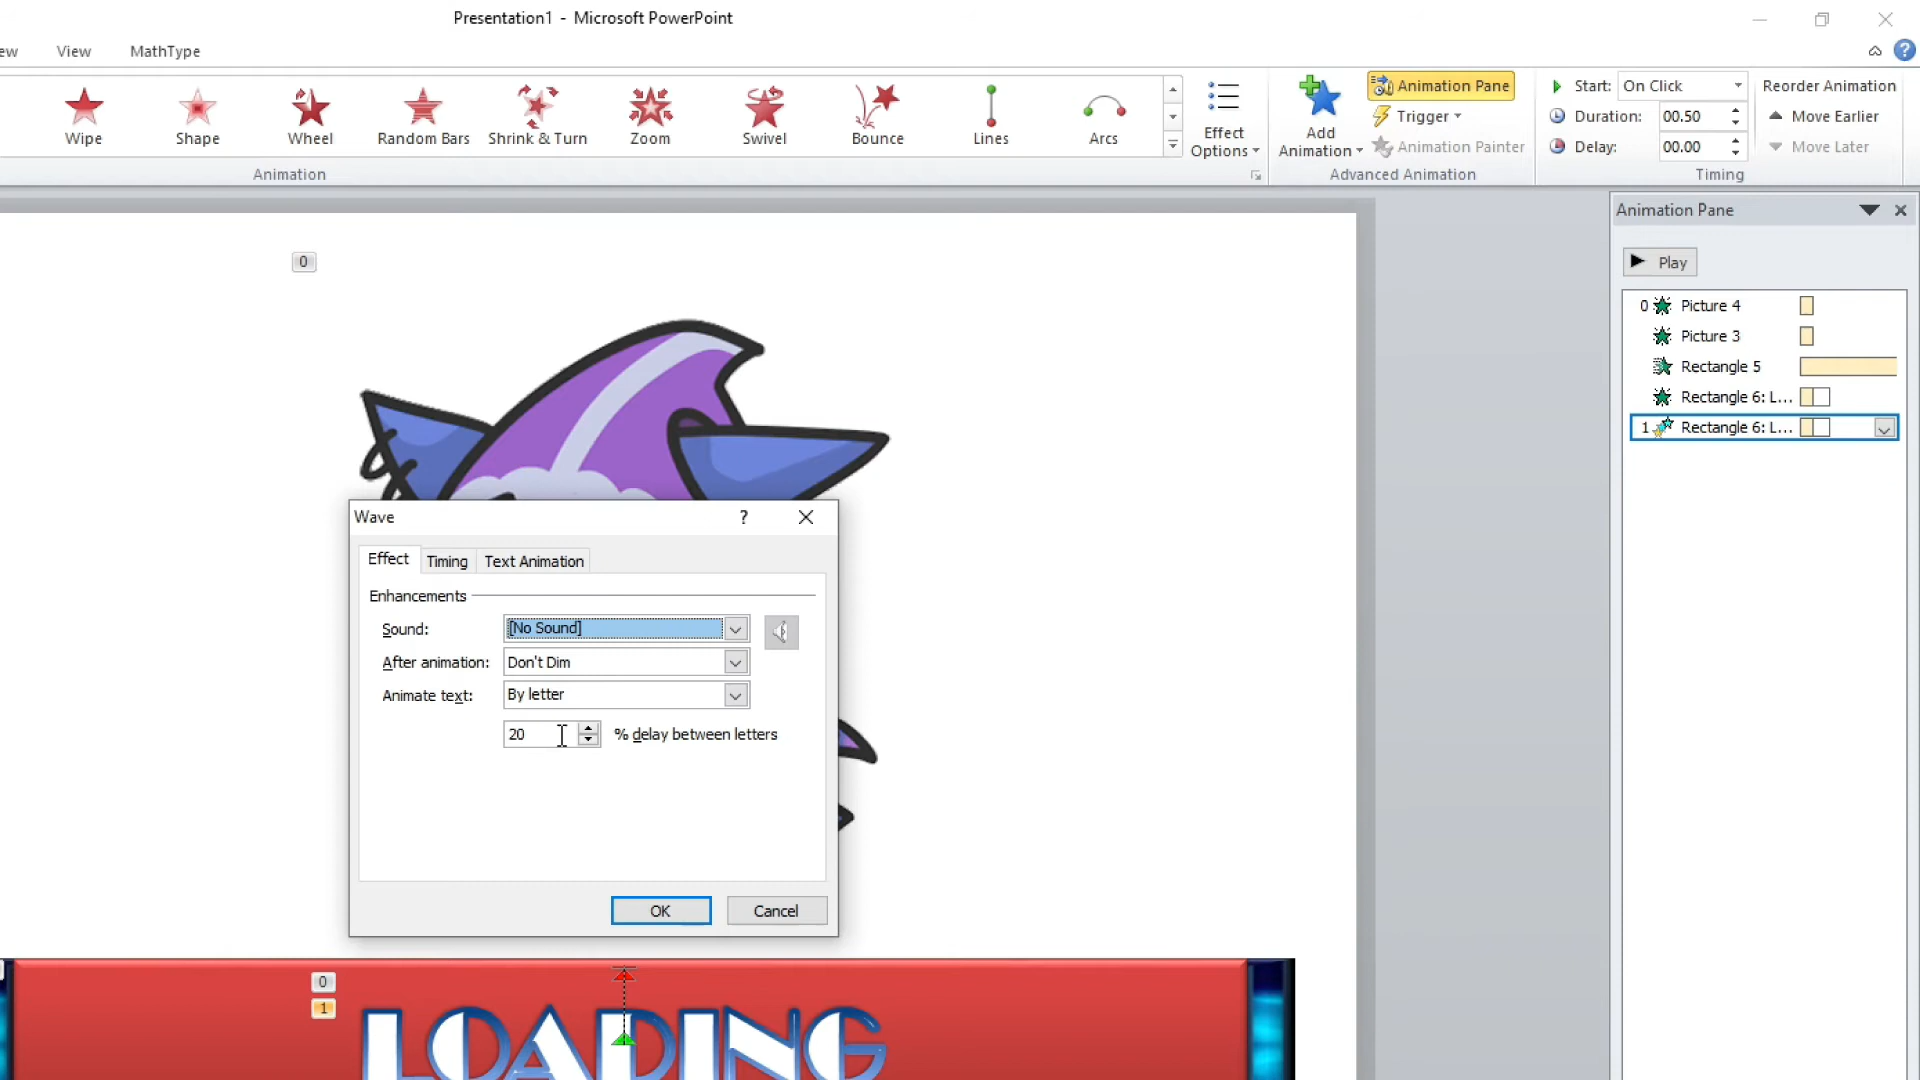 Presentation1 - Microsoft PowerPoint
ew View MathType
Wipe Shape Wheel Random Bars Shrink & Turn Zoom Swivel Bounce Lines Arcs
Effect Options
Add Animation
Animation Pane
Trigger
Animation Painter
Start: On Click
Duration: 00.50
Delay: 00.00
Reorder Animation
Move Earlier
Move Later
Animation
Advanced Animation
Timing
Animation Pane
Play
0 Picture 4
Picture 3
Rectangle 5
Rectangle 6: L...
1 Rectangle 6: L...
0
Wave ?
Effect Timing Text Animation
Enhancements
Sound: [No Sound]
After animation: Don't Dim
Animate text: By letter
20 % delay between letters
OK Cancel
0
1
LOADING